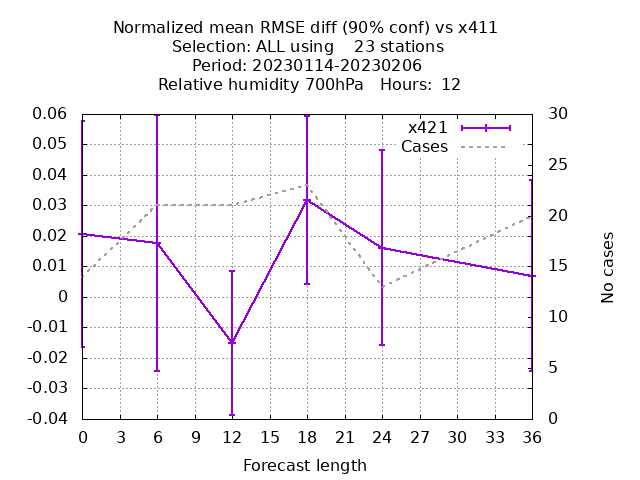 Normalized mean RMSE diff (90% conf) vs x411
Selection: ALL using    23 stations
Period: 20230114-20230206
Relative humidity 700hPa   Hours:  12
x421
Cases
0.06
0.05
0.04
0.03
0.02
0.01
0
-0.01
-0.02
-0.03
-0.04
30
25
20
15
10
5
0
No cases
0 3 6 9 12 15 18 21 24 27 30 33 36
Forecast length